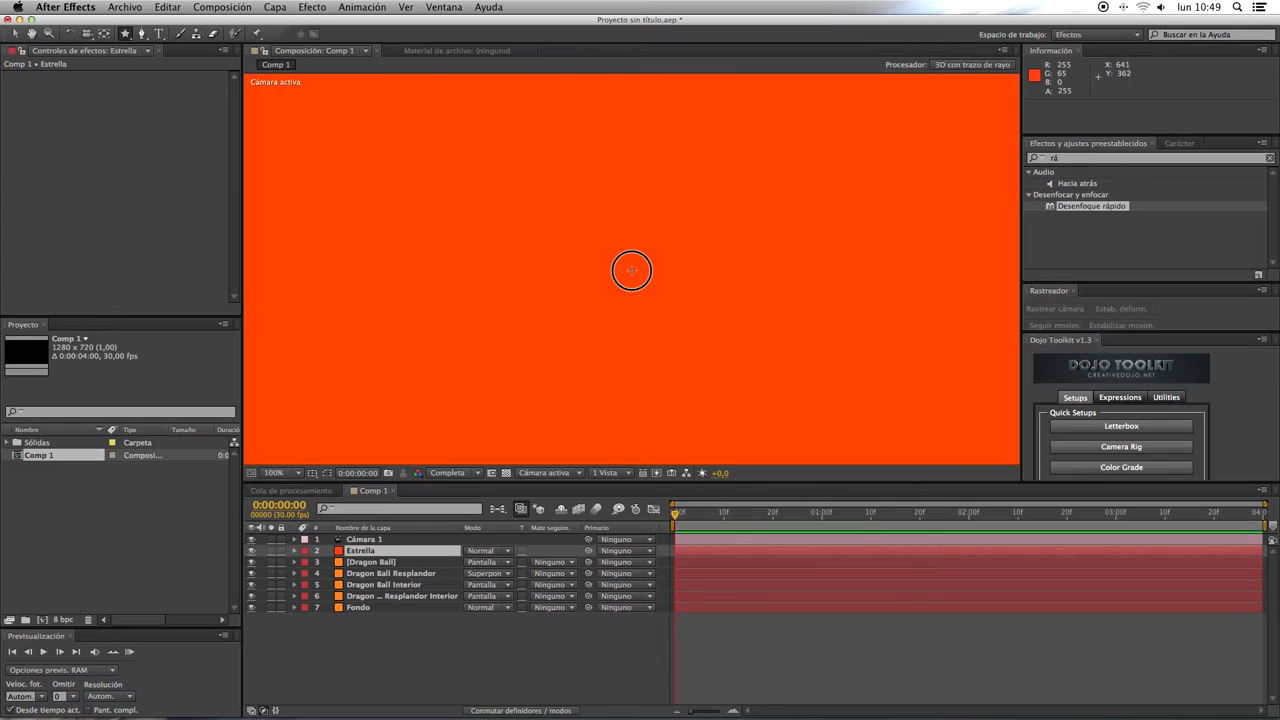 After Effects Archivo Editar Composición Capa Efecto Animación Ver Ventana Ayuda lun 10:49
Proyecto sin título.aep *
Espacio de trabajo: Efectos Buscar en la Ayuda
Controles de efectos: Estrella
Comp 1 • Estrella
Composición: Comp 1 Material de archivo: (ninguno)
Comp 1
Procesador: 3D con trazo de rayo
Cámara activa
Información
R: 255 X: 641
G: 65 Y: 362
B: 0
A: 255
Efectos y ajustes preestablecidos Carácter
rá
Audio
Hacia atrás
Desenfocar y enfocar
Desenfoque rápido
Rastreador
Rastrear cámara Estab. deform.
Seguir movim. Estabilizar movim.
Dojo Toolkit v1.3
DOJO TOOLKIT
CREATIVEDOJO.NET
Setups Expressions Utilities
Quick Setups
Letterbox
Camera Rig
Color Grade
Proyecto
Comp 1
1280 x 720 (1,00)
Δ 0:00:04:00, 30,00 fps
Nombre Tipo Tamaño Duració
Sólidas Carpeta
Comp 1 Composi... 0:0
8 bpc
100% 0:00:00:00 Completa Cámara activa 1 Vista +0,0
Cola de procesamiento Comp 1
0:00:00:00
00000 (30.00 fps)
# Nombre de la capa Modo T Mate seguim. Primario
1 Cámara 1 Ninguno
2 Estrella Normal Ninguno
3 [Dragon Ball] Pantalla Ninguno Ninguno
4 Dragon Ball Resplandor Superpon Ninguno Ninguno
5 Dragon Ball Interior Pantalla Ninguno Ninguno
6 Dragon ... Resplandor Interior Pantalla Ninguno Ninguno
7 Fondo Normal Ninguno Ninguno
00f 10f 20f 01:00f 10f 20f 02:00f 10f 20f 03:00f 10f 20f 04:0
Previsualización
Opciones previs. RAM
Veloc. fot. Omitir Resolución
Autom. 0 Autom.
Desde tiempo act. Pant. compl.
Conmutar definidores / modos